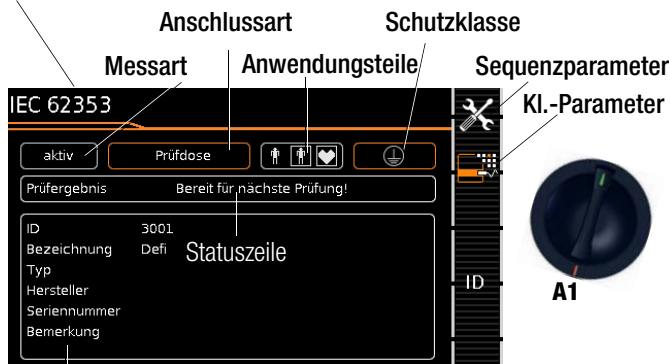 Anschlussart
Schutzklasse
Messart
Anwendungsteile
Sequenzparameter
IEC 62353
Kl.-Parameter
aktiv
Prüfdose
Prüfergebnis Bereit für nächste Prüfung!
ID 3001
Bezeichnung Defi
Statuszeile
Typ
Hersteller
ID
A1
Seriennummer
Bemerkung